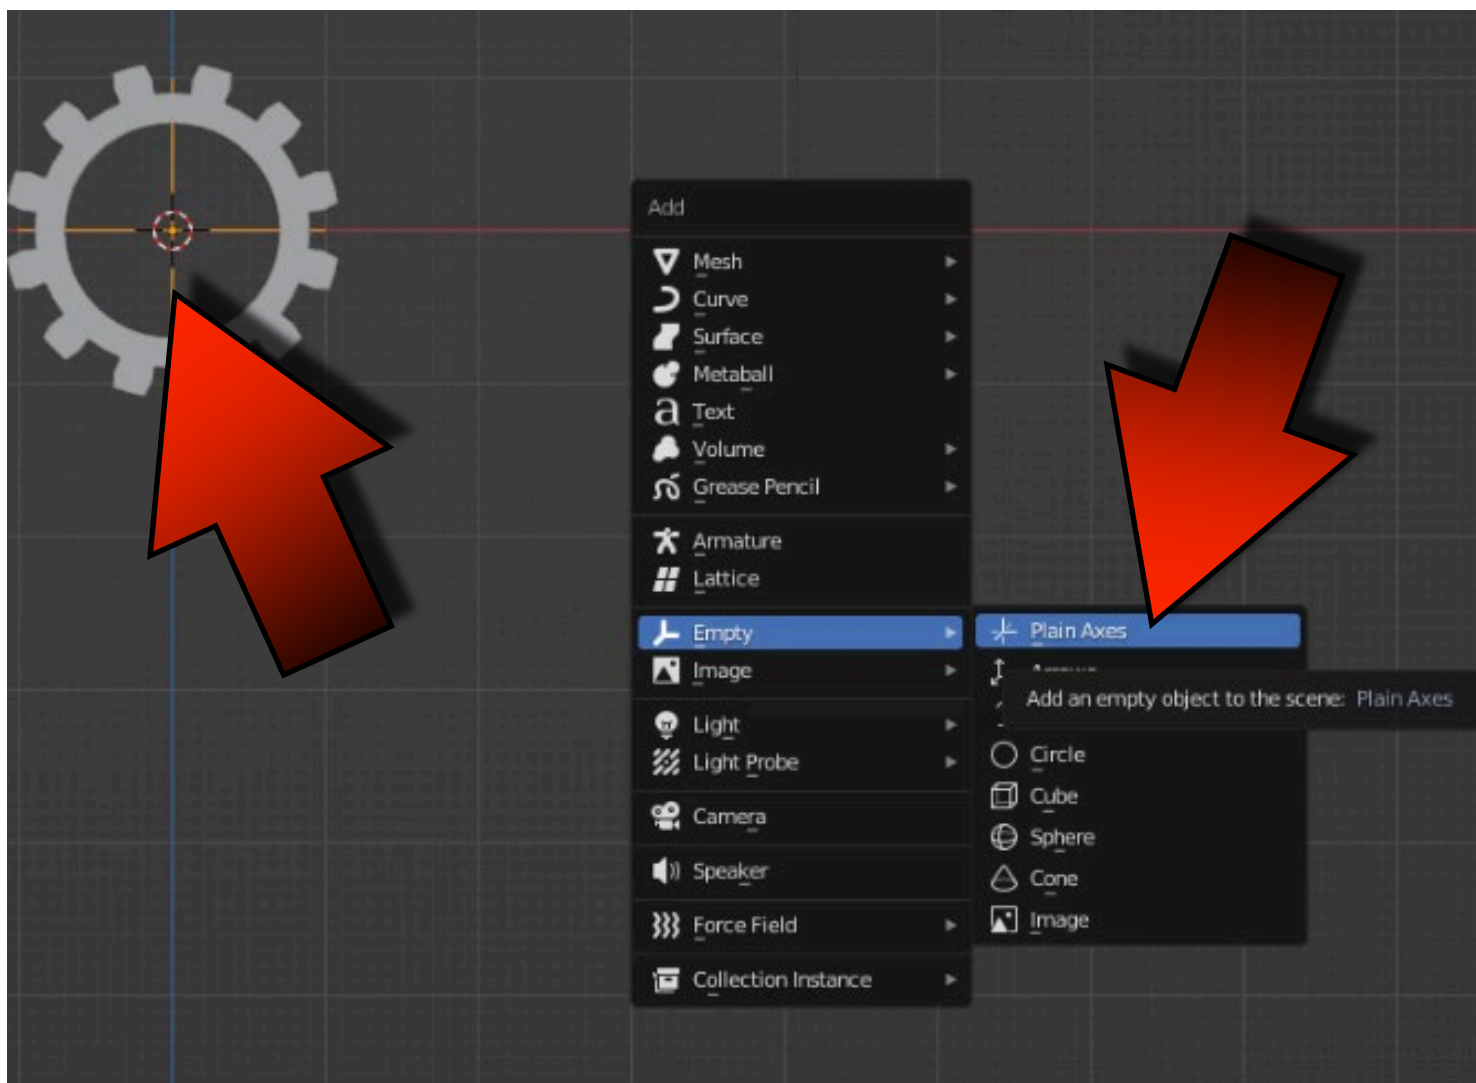 Add
Mesh
Curve
Surface
Metaball
Text
Volume
Grease Pencil
Armature
Lattice
Empty
Image
Light
Light Probe
Camera
Speaker
Force Field
Collection Instance
Plain Axes
Add an empty object to the scene: Plain Axes
Circle
Cube
Sphere
Cone
Image